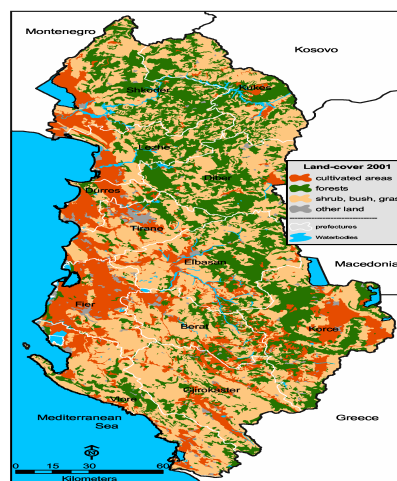 Montenegro
Kosovo
Shkoder
Kukes
Lezhe
Land-cover 2001
cultivated areas
forests
shrub, bush, gras
other land
prefectures
Waterbodies
Diber
Durres
Tirane
Elbasan
Macedonia
Fier
Berat
Korce
Gjirokaster
Vlore
Mediterranean
Sea
Greece
0 15 30 60
Kilometers